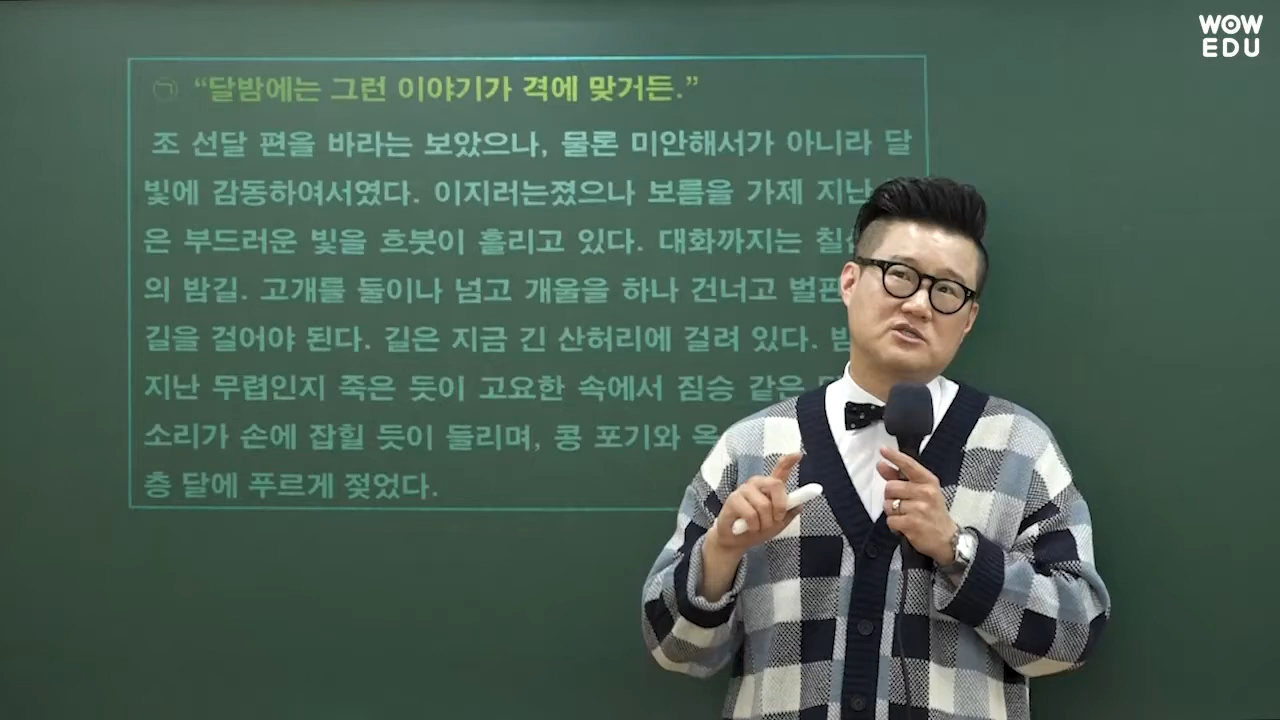 WOW
EDU
㉠ “달밤에는 그런 이야기가 격에 맞거든.”
조 선달 편을 바라는 보았으나, 물론 미안해서가 아니라 달
빛에 감동하여서였다. 이지러는졌으나 보름을 가제 지난
은 부드러운 빛을 흐붓이 흘리고 있다. 대화까지는
의 밤길. 고개를 둘이나 넘고 개울을 하나 건너고
길을 걸어야 된다. 길은 지금 긴 산허리에 걸려 있다.
지난 무렵인지 죽은 듯이 고요한 속에서 짐승 같은
소리가 손에 잡힐 듯이 들리며, 콩 포기와
층 달에 푸르게 젖었다.